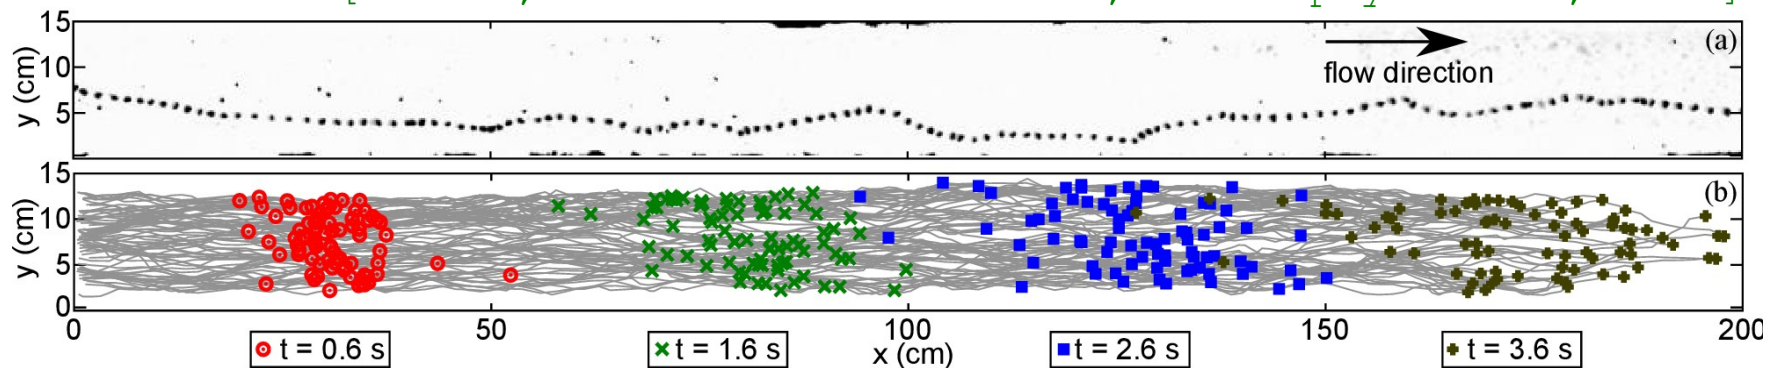 15
(a)
10
y (cm)
flow direction
5
15
(b)
10
y (cm)
5
0
0 50 100 150 200
t = 0.6 s t = 1.6 s x (cm) t = 2.6 s t = 3.6 s